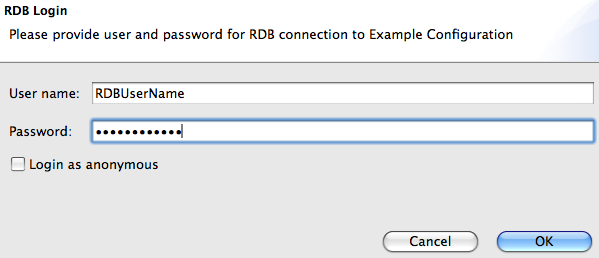 RDB Login
Please provide user and password for RDB connection to Example Configuration
User name: RDBUserName
Password: ••••••••••••
Login as anonymous
Cancel OK